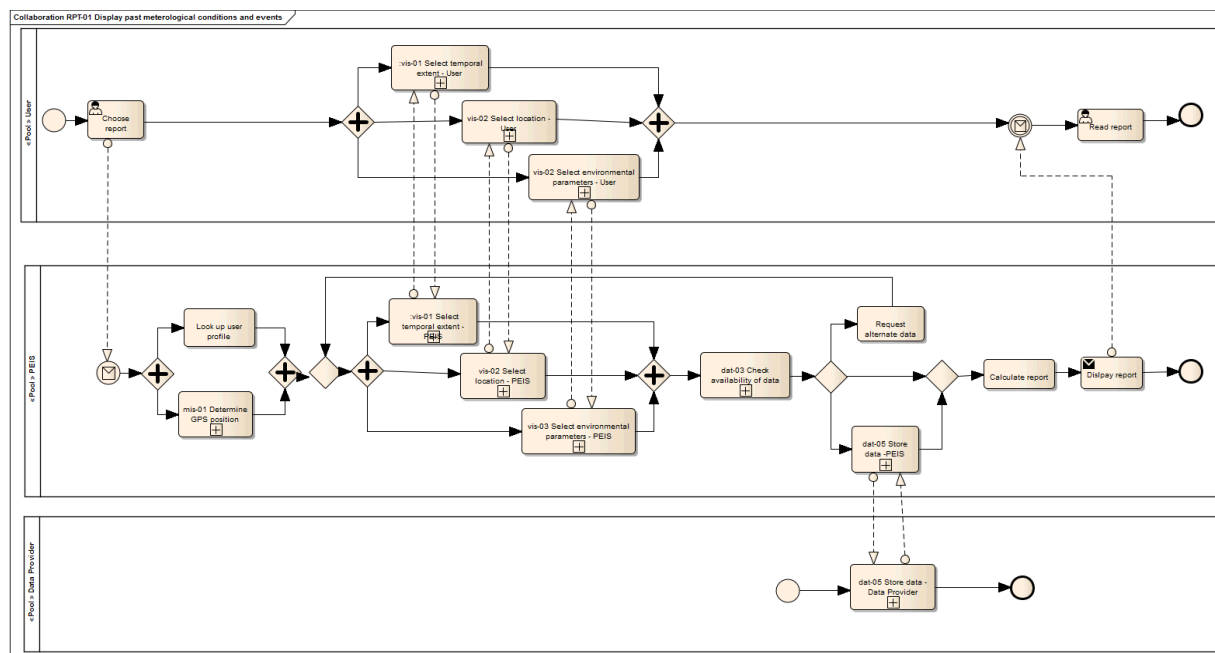 Collaboration RPT-01 Display past meterological conditions and events
«Pool» User
Choose
report
:vis-01 Select temporal
extent - User
vis-02 Select location -
User
vis-02 Select environmental
parameters - User
Read report
«Pool» PEIS
Look up user
profile
mis-01 Determine
GPS position
:vis-01 Select
temporal extent -
PEIS
vis-02 Select
location - PEIS
vis-03 Select environmental
parameters - PEIS
dat-03 Check
availability of data
Request
alternate data
dat-05 Store
data -PEIS
Calculate report
Dislpay report
«Pool» Data Provider
dat-05 Store data -
Data Provider